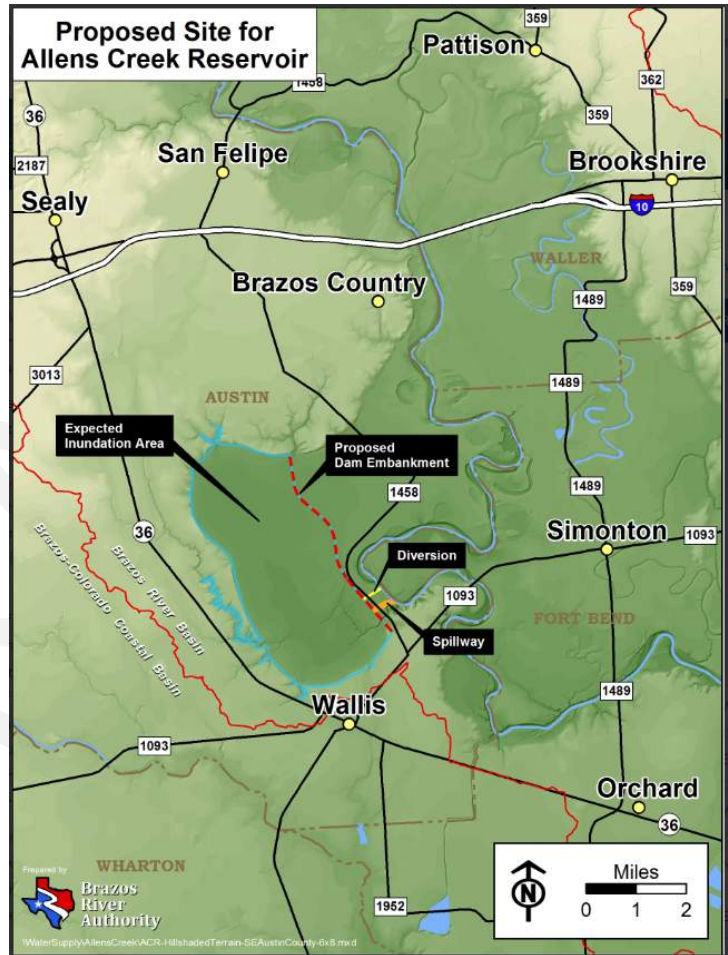 Proposed Site for
Allens Creek Reservoir
359
Pattison
1458
362
36
359
San Felipe
Brookshire
2187
Sealy
10
WALLER
Brazos Country
359
1489
3013
1489
AUSTIN
Expected
Inundation Area
Proposed
Dam Embankment
1458
1489
36
Simonton
1093
Diversion
1093
Brazos River Basin
Brazos-Colorado
Coastal Basin
FORT BEND
Spillway
1489
Wallis
1093
Orchard
36
WHARTON
Miles
N
0 1 2
Prepared by
Brazos
River
Authority
1952
\WaterSupply\AllensCreek\ACR-HillshadedTerrain-SEAustinCounty-6x8.mxd